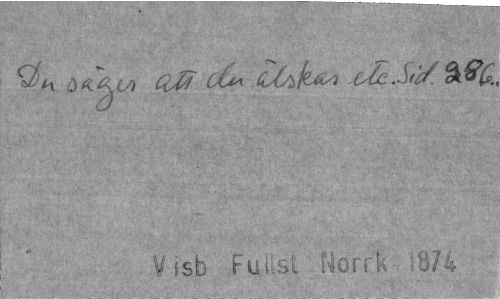 Du säger att du älskar etc. Sid. 286.
Visb Fullst Norrk 1874